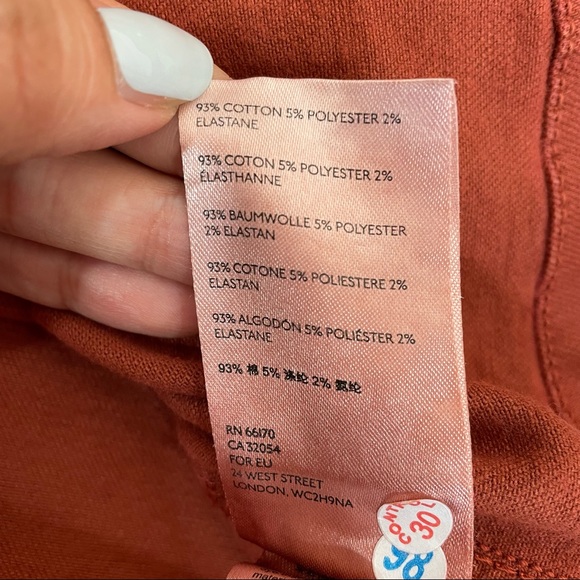 93% COTTON 5% POLYESTER 2%
ELASTANE
93% COTON 5% POLYESTER 2%
ÉLASTHANNE
93% BAUMWOLLE 5% POLYESTER
2% ELASTAN
93% COTONE 5% POLIESTERE 2%
ELASTAN
93% ALGODÓN 5% POLIÉSTER 2%
ELASTANE
93% 棉 5% 涤纶 2% 氨纶
RN 66170
CA 32054
FOR EU
24 WEST STREET
LONDON, WC2H9NA
30
98